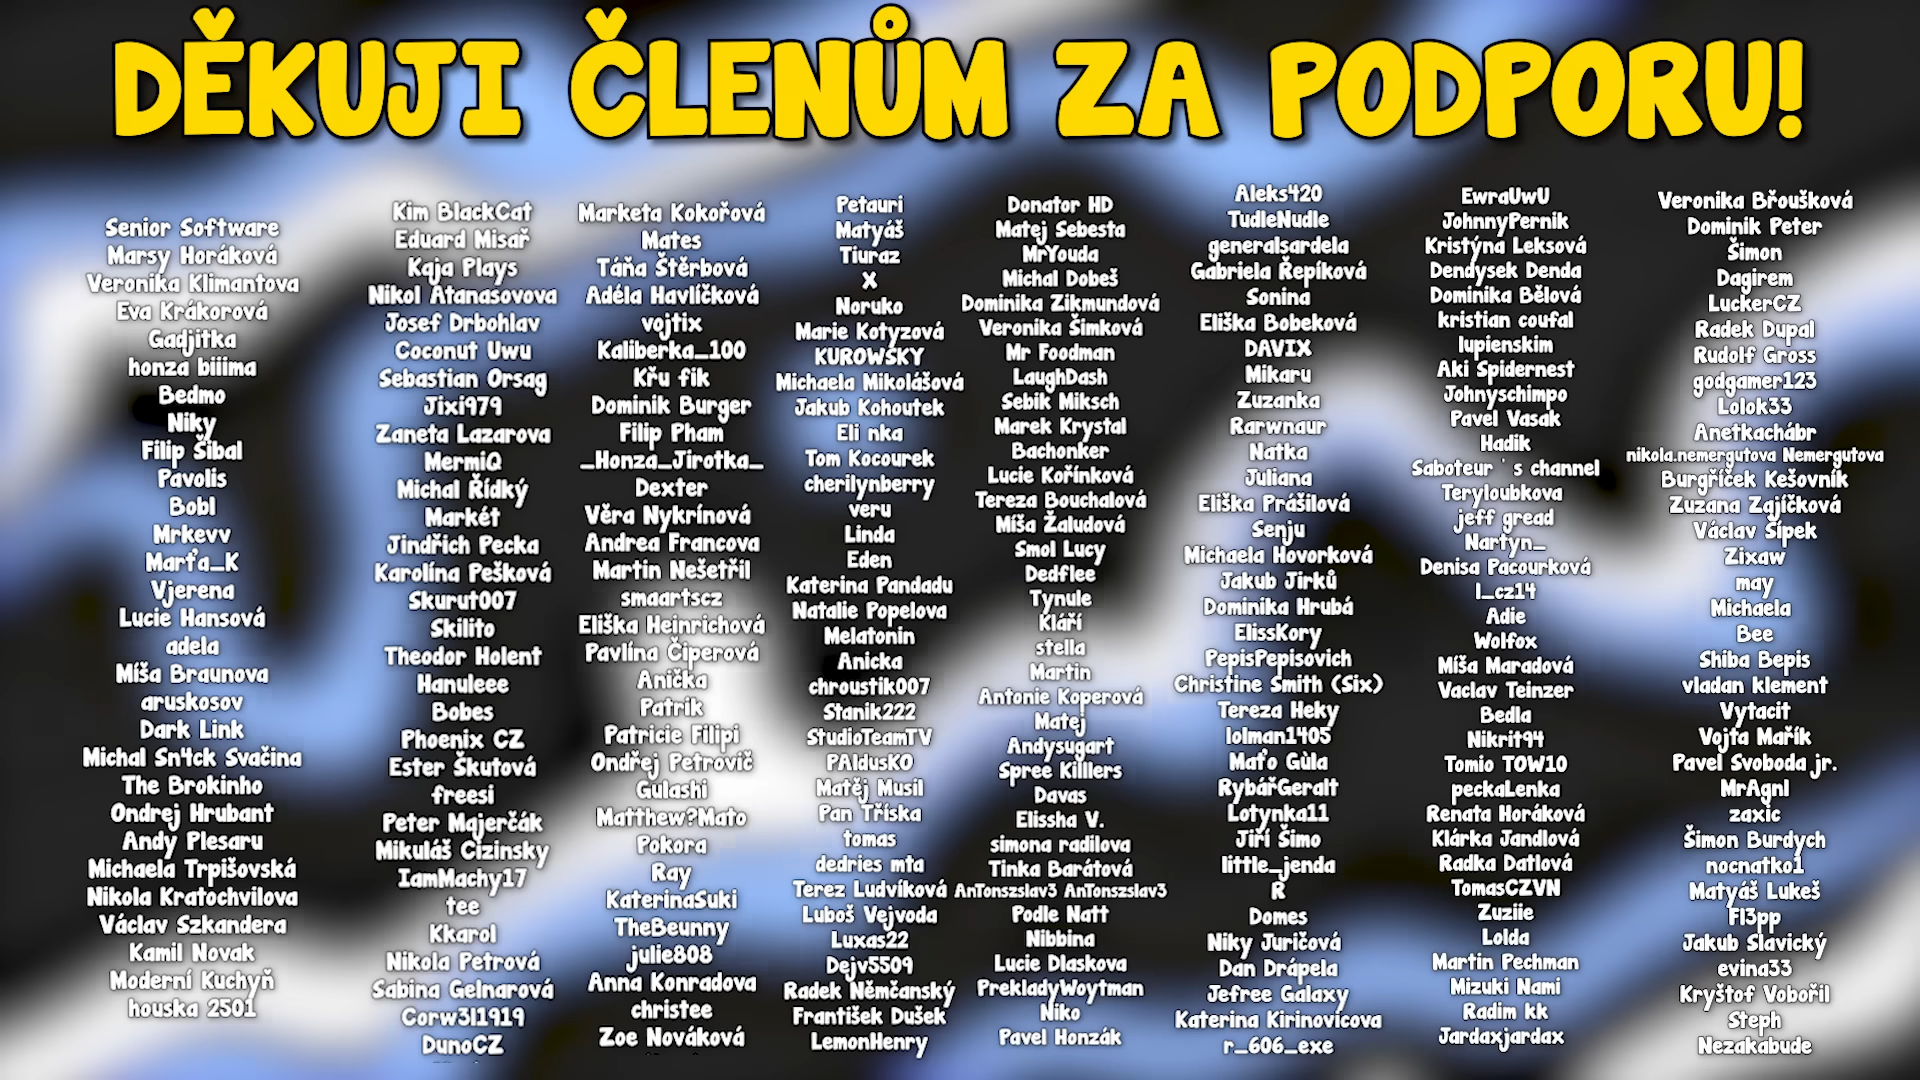 DĚKUJI ČLENŮM ZA PODPORU!
Senior Software
Marsy Horáková
Veronika Klimantova
Eva Krákorová
Gadjitka
honza biiima
Bedmo
Niky
Filip Šibal
Pavolis
Bobl
Mrkevv
Marťa_K
Vjerena
Lucie Hansová
adela
Míša Braunova
aruskosov
Dark Link
Michal Sn4ck Svačina
The Brokinho
Ondrej Hrubant
Andy Plesaru
Michaela Trpišovská
Nikola Kratochvilova
Václav Szkandera
Kamil Novak
Moderní Kuchyň
houska 2501
Kim BlackCat
Eduard Misař
Kaja Plays
Nikol Atanasovova
Josef Drbohlav
Coconut Uwu
Sebastian Orsag
Jixi979
Zaneta Lazarova
MermiQ
Michal Řídký
Markét
Jindřich Pecka
Karolína Pešková
Skurut007
Skilito
Theodor Holent
Hanuleee
Bobes
Phoenix CZ
Ester Škutová
freesi
Peter Majerčák
Mikuláš Cizinsky
IamMachy17
tee
Kkarol
Nikola Petrová
Sabina Gelnarová
Corw3l1919
DunoCZ
Marketa Kokořová
Mates
Táňa Štěrbová
Adéla Havlíčková
vojtix
Kaliberka_100
Křu fik
Dominik Burger
Filip Pham
_Honza_Jirotka_
Dexter
Věra Nykrínová
Andrea Francova
Martin Nešetřil
smaartscz
Eliška Heinrichová
Pavlína Čiperová
Anička
Patrik
Patricie Filipi
Ondřej Petrovič
Gulashi
Matthew?Mato
Pokora
Ray
KaterinaSuki
TheBeunny
julie808
Anna Konradova
christee
Zoe Nováková
Petauri
Matyáš
Tiuraz
X
Noruko
Marie Kotyzová
KUROWSKY
Michaela Mikolášová
Jakub Kohoutek
Eli nka
Tom Kocourek
cherilynberry
veru
Linda
Eden
Katerina Pandadu
Natalie Popelova
Melatonin
Anicka
chroustik007
Stanik222
StudioTeamTV
PAldusKO
Matěj Musil
Pan Tříska
tomas
dedries mta
Terez Ludvíková
Luboš Vejvoda
Luxas22
Dejv5509
Radek Němčanský
František Dušek
LemonHenry
Donator HD
Matej Sebesta
MrYouda
Michal Dobeš
Dominika Zikmundová
Veronika Šimková
Mr Foodman
LaughDash
Sebik Miksch
Marek Krystal
Bachonker
Lucie Kořínková
Tereza Bouchalová
Míša Žaludová
Smol Lucy
Dedflee
Tynule
Kláří
stella
Martin
Antonie Koperová
Matej
Andysugart
Spree Killlers
Davas
Elissha V.
simona radilova
Tinka Barátová
AnTonszslav3 AnTonszslav3
Podle Natt
Nibbina
Lucie Dlaskova
PrekladyWoytman
Niko
Pavel Honzák
Aleks420
TudleNudle
generalsardela
Gabriela Řepíková
Sonina
Eliška Bobeková
DAVIX
Mikaru
Zuzanka
Rarwnaur
Natka
Juliana
Eliška Prášilová
Senju
Michaela Hovorková
Jakub Jirků
Dominika Hrubá
ElissKory
PepisPepisovich
Christine Smith (Six)
Tereza Heky
lolman1405
Maťo Gùla
RybářGeralt
Lotynka11
Jiří Šimo
little_jenda
Ř
Domes
Niky Juričová
Dan Drápela
Jefree Galaxy
Katerina Kirinovicova
r_606_exe
EwraUwU
JohnnyPernik
Kristýna Leksová
Dendysek Denda
Dominika Bělová
kristian coufal
lupienskim
Aki Spidernest
Johnyschimpo
Pavel Vasak
Hadik
Saboteur ' s channel
Teryloubkova
jeff gread
Nartyn_
Denisa Pacourková
l_cz14
Adie
Wolfox
Míša Maradová
Vaclav Teinzer
Bedla
Nikrit94
Tomio TOW10
peckaLenka
Renata Horáková
Klárka Jandlová
Radka Datlová
TomasCZVN
Zuziie
Lolda
Martin Pechman
Mizuki Nami
Radim kk
Jardaxjardax
Veronika Břoušková
Dominik Peter
Šimon
Dagirem
LuckerCZ
Radek Dupal
Rudolf Gross
godgamer123
Lolok33
Anetkachábr
nikola.nemergutova Nemergutova
Burgříček Kešovník
Zuzana Zajíčková
Václav Šípek
Zixaw
may
Michaela
Bee
Shiba Bepis
vladan klement
Vytacit
Vojta Mařík
Pavel Svoboda jr.
MrAgnl
zaxic
Šimon Burdych
nocnatko1
Matyáš Lukeš
Fl3pp
Jakub Slavický
evina33
Kryštof Vobořil
Steph
Nezakabude